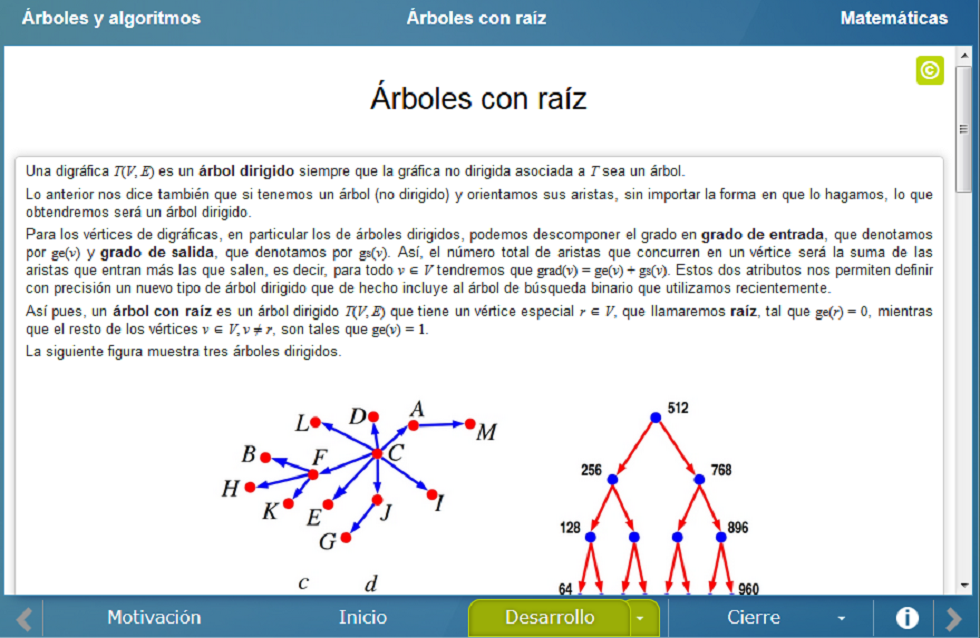 Árboles y algoritmos Árboles con raíz Matemáticas
©
Árboles con raíz
Una digráfica T(V, E) es un árbol dirigido siempre que la gráfica no dirigida asociada a T sea un árbol.
Lo anterior nos dice también que si tenemos un árbol (no dirigido) y orientamos sus aristas, sin importar la forma en que lo hagamos, lo que
obtendremos será un árbol dirigido.
Para los vértices de digráficas, en particular los de árboles dirigidos, podemos descomponer el grado en grado de entrada, que denotamos
por ge(v) y grado de salida, que denotamos por gs(v). Así, el número total de aristas que concurren en un vértice será la suma de las
aristas que entran más las que salen, es decir, para todo v ∈ V tendremos que grad(v) = ge(v) + gs(v). Estos dos atributos nos permiten definir
con precisión un nuevo tipo de árbol dirigido que de hecho incluye al árbol de búsqueda binario que utilizamos recientemente.
Así pues, un árbol con raíz es un árbol dirigido T(V, E) que tiene un vértice especial r ∈ V, que llamaremos raíz, tal que ge(r) = 0, mientras
que el resto de los vértices v ∈ V, v ≠ r, son tales que ge(v) = 1.
La siguiente figura muestra tres árboles dirigidos.
L D A M
B F C
H K E J I
G
c d
512
256 768
128 896
64 960
Motivación Inicio Desarrollo Cierre i